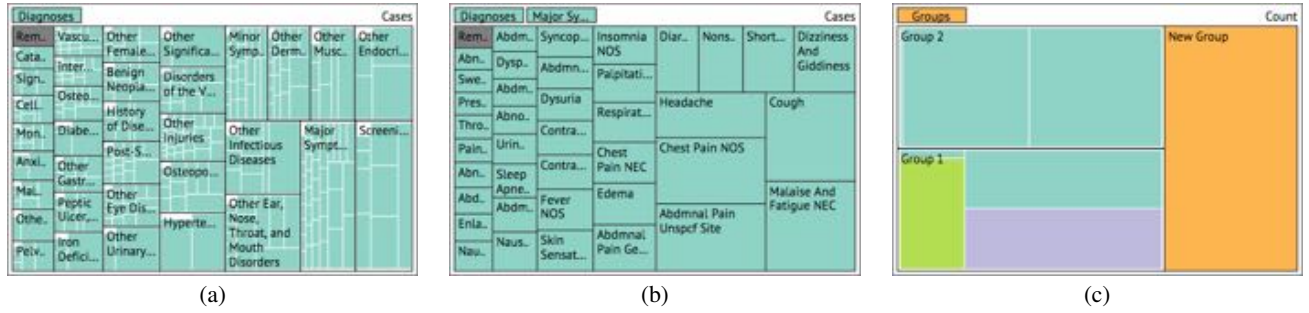 Diagnoses
Cases
Rem..
Cata..
Sign..
Cell..
Mon..
Anxi..
Mal..
Othe..
Pelv..
Vascu...
Inter...
Osteo...
Diabe...
Other
Gastr...
Peptic
Ulcer,...
Iron
Defici...
Other
Female...
Benign
Neopla...
History
of Dise...
Post-S...
Other
Eye Dis...
Other
Urinary...
Other
Significa...
Disorders
of the V...
Other
Injuries
Osteopo...
Hyperte...
Minor
Symp..
Other
Derm..
Other
Musc..
Other
Endocri...
Other
Infectious
Diseases
Major
Sympt...
Screeni...
Other Ear,
Nose,
Throat, and
Mouth
Disorders
(a)
Diagnoses
Major Sy...
Cases
Rem..
Abn..
Swe..
Pres..
Thro..
Pain..
Abn..
Abd..
Enla..
Nau..
Abdm..
Dysp..
Abdm..
Abno..
Urin..
Sleep
Apne..
Abdm..
Naus..
Syncop...
Abdmn...
Dysuria
Contra...
Contra...
Fever
NOS
Skin
Sensat...
Insomnia
NOS
Palpitati...
Respirat...
Chest
Pain NEC
Edema
Abdmnal
Pain Ge...
Diar..
Nons..
Short...
Dizziness
And
Giddiness
Headache
Cough
Chest Pain NOS
Malaise And
Fatigue NEC
Abdmnal Pain
Unspcf Site
(b)
Groups
Count
Group 2
New Group
Group 1
(c)